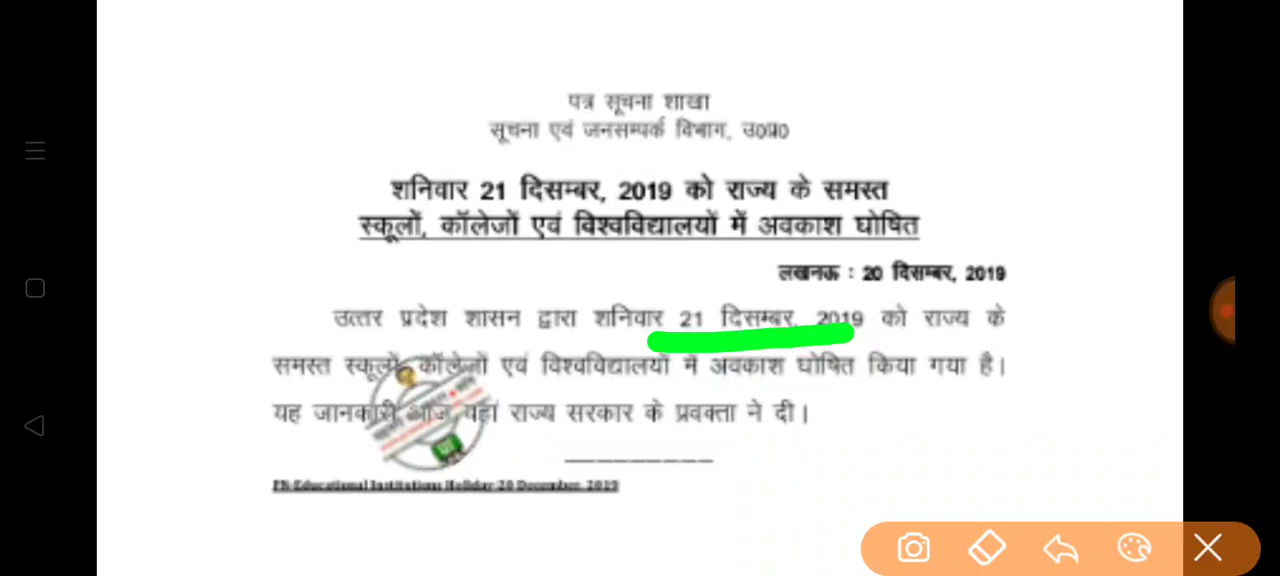 पत्र सूचना शाखा
सूचना एवं जनसम्पर्क विभाग, उ0प्र0
शनिवार 21 दिसम्बर, 2019 को राज्य के समस्त
स्कूलों, कॉलेजों एवं विश्वविद्यालयों में अवकाश घोषित
लखनऊ : 20 दिसम्बर, 2019
उत्तर प्रदेश शासन द्वारा शनिवार 21 दिसम्बर, 2019 को राज्य के
समस्त स्कूलों, कॉलेजों एवं विश्वविद्यालयों में अवकाश घोषित किया गया है।
यह जानकारी आज यहां राज्य सरकार के प्रवक्ता ने दी।
PN-Educational Institutions Holiday-20 December, 2019